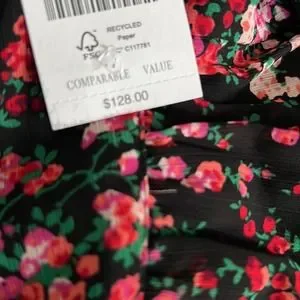 RECYCLED
Paper
FSC® C117781
COMPARABLE VALUE
$128.00